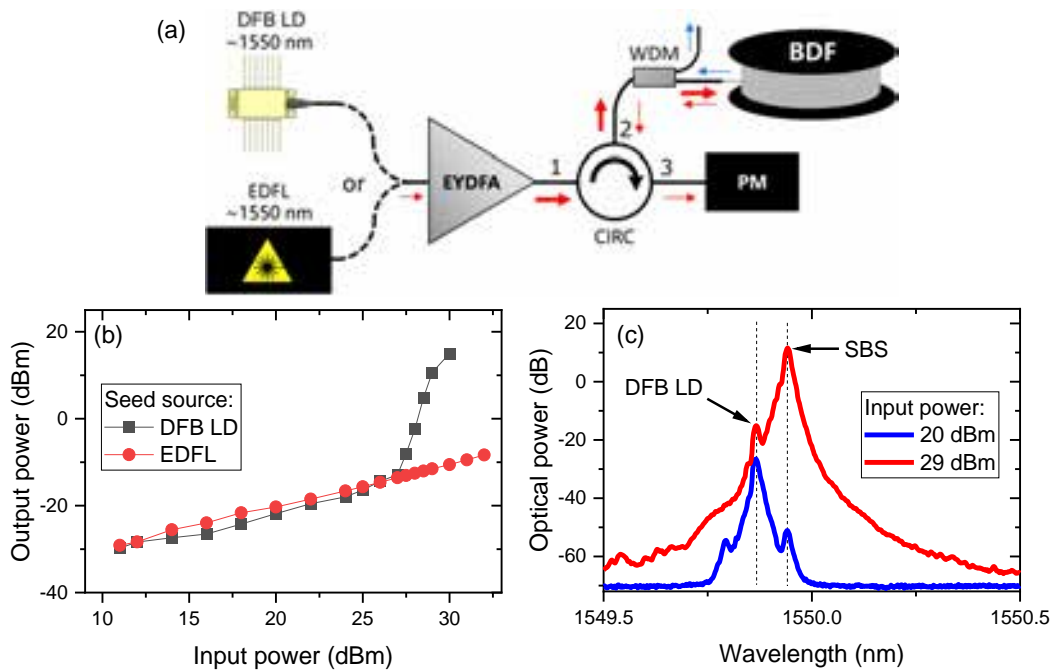 (a)
DFB LD
~1550 nm
EDFL
~1550 nm
or
EYDFA
1
2
3
CIRC
WDM
BDF
PM
(b)
Output power (dBm)
20
0
-20
-40
Seed source:
DFB LD
EDFL
10 15 20 25 30
Input power (dBm)
(c)
Optical power (dB)
20
0
-20
-40
-60
DFB LD
SBS
Input power:
20 dBm
29 dBm
1549.5 1550.0 1550.5
Wavelength (nm)